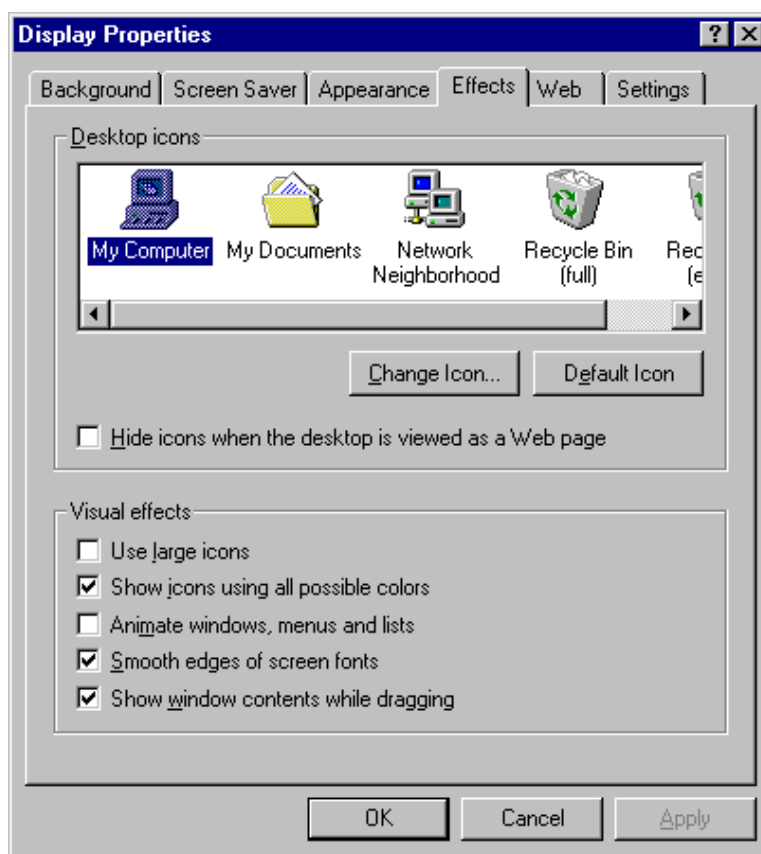 Display Properties
Background Screen Saver Appearance Effects Web Settings
Desktop icons
My Computer My Documents Network Recycle Bin Rec
Neighborhood (full) (e
Change Icon... Default Icon
Hide icons when the desktop is viewed as a Web page
Visual effects
Use large icons
Show icons using all possible colors
Animate windows, menus and lists
Smooth edges of screen fonts
Show window contents while dragging
OK Cancel Apply